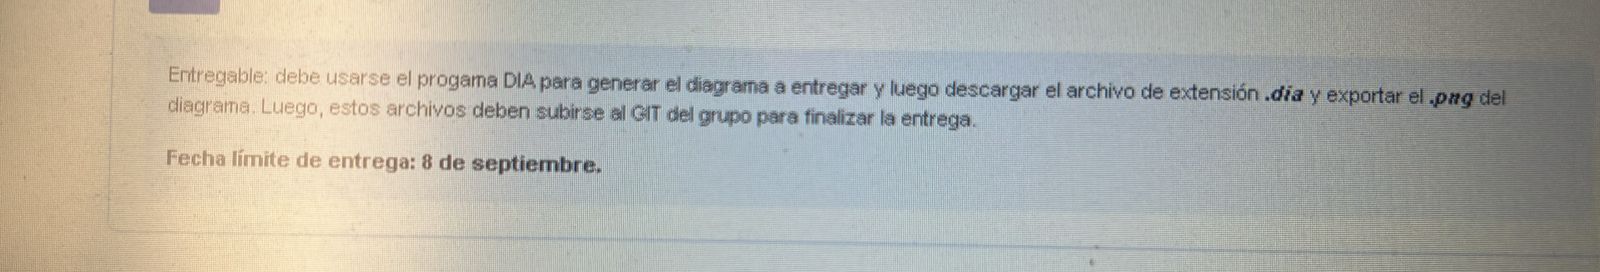 Entregable: debe usarse el progama DIA para generar el diagrama a entregar y luego descargar el archivo de extensión .dia y exportar el .png del
diagrama. Luego, estos archivos deben subirse al GIT del grupo para finalizar la entrega.
Fecha límite de entrega: 8 de septiembre.